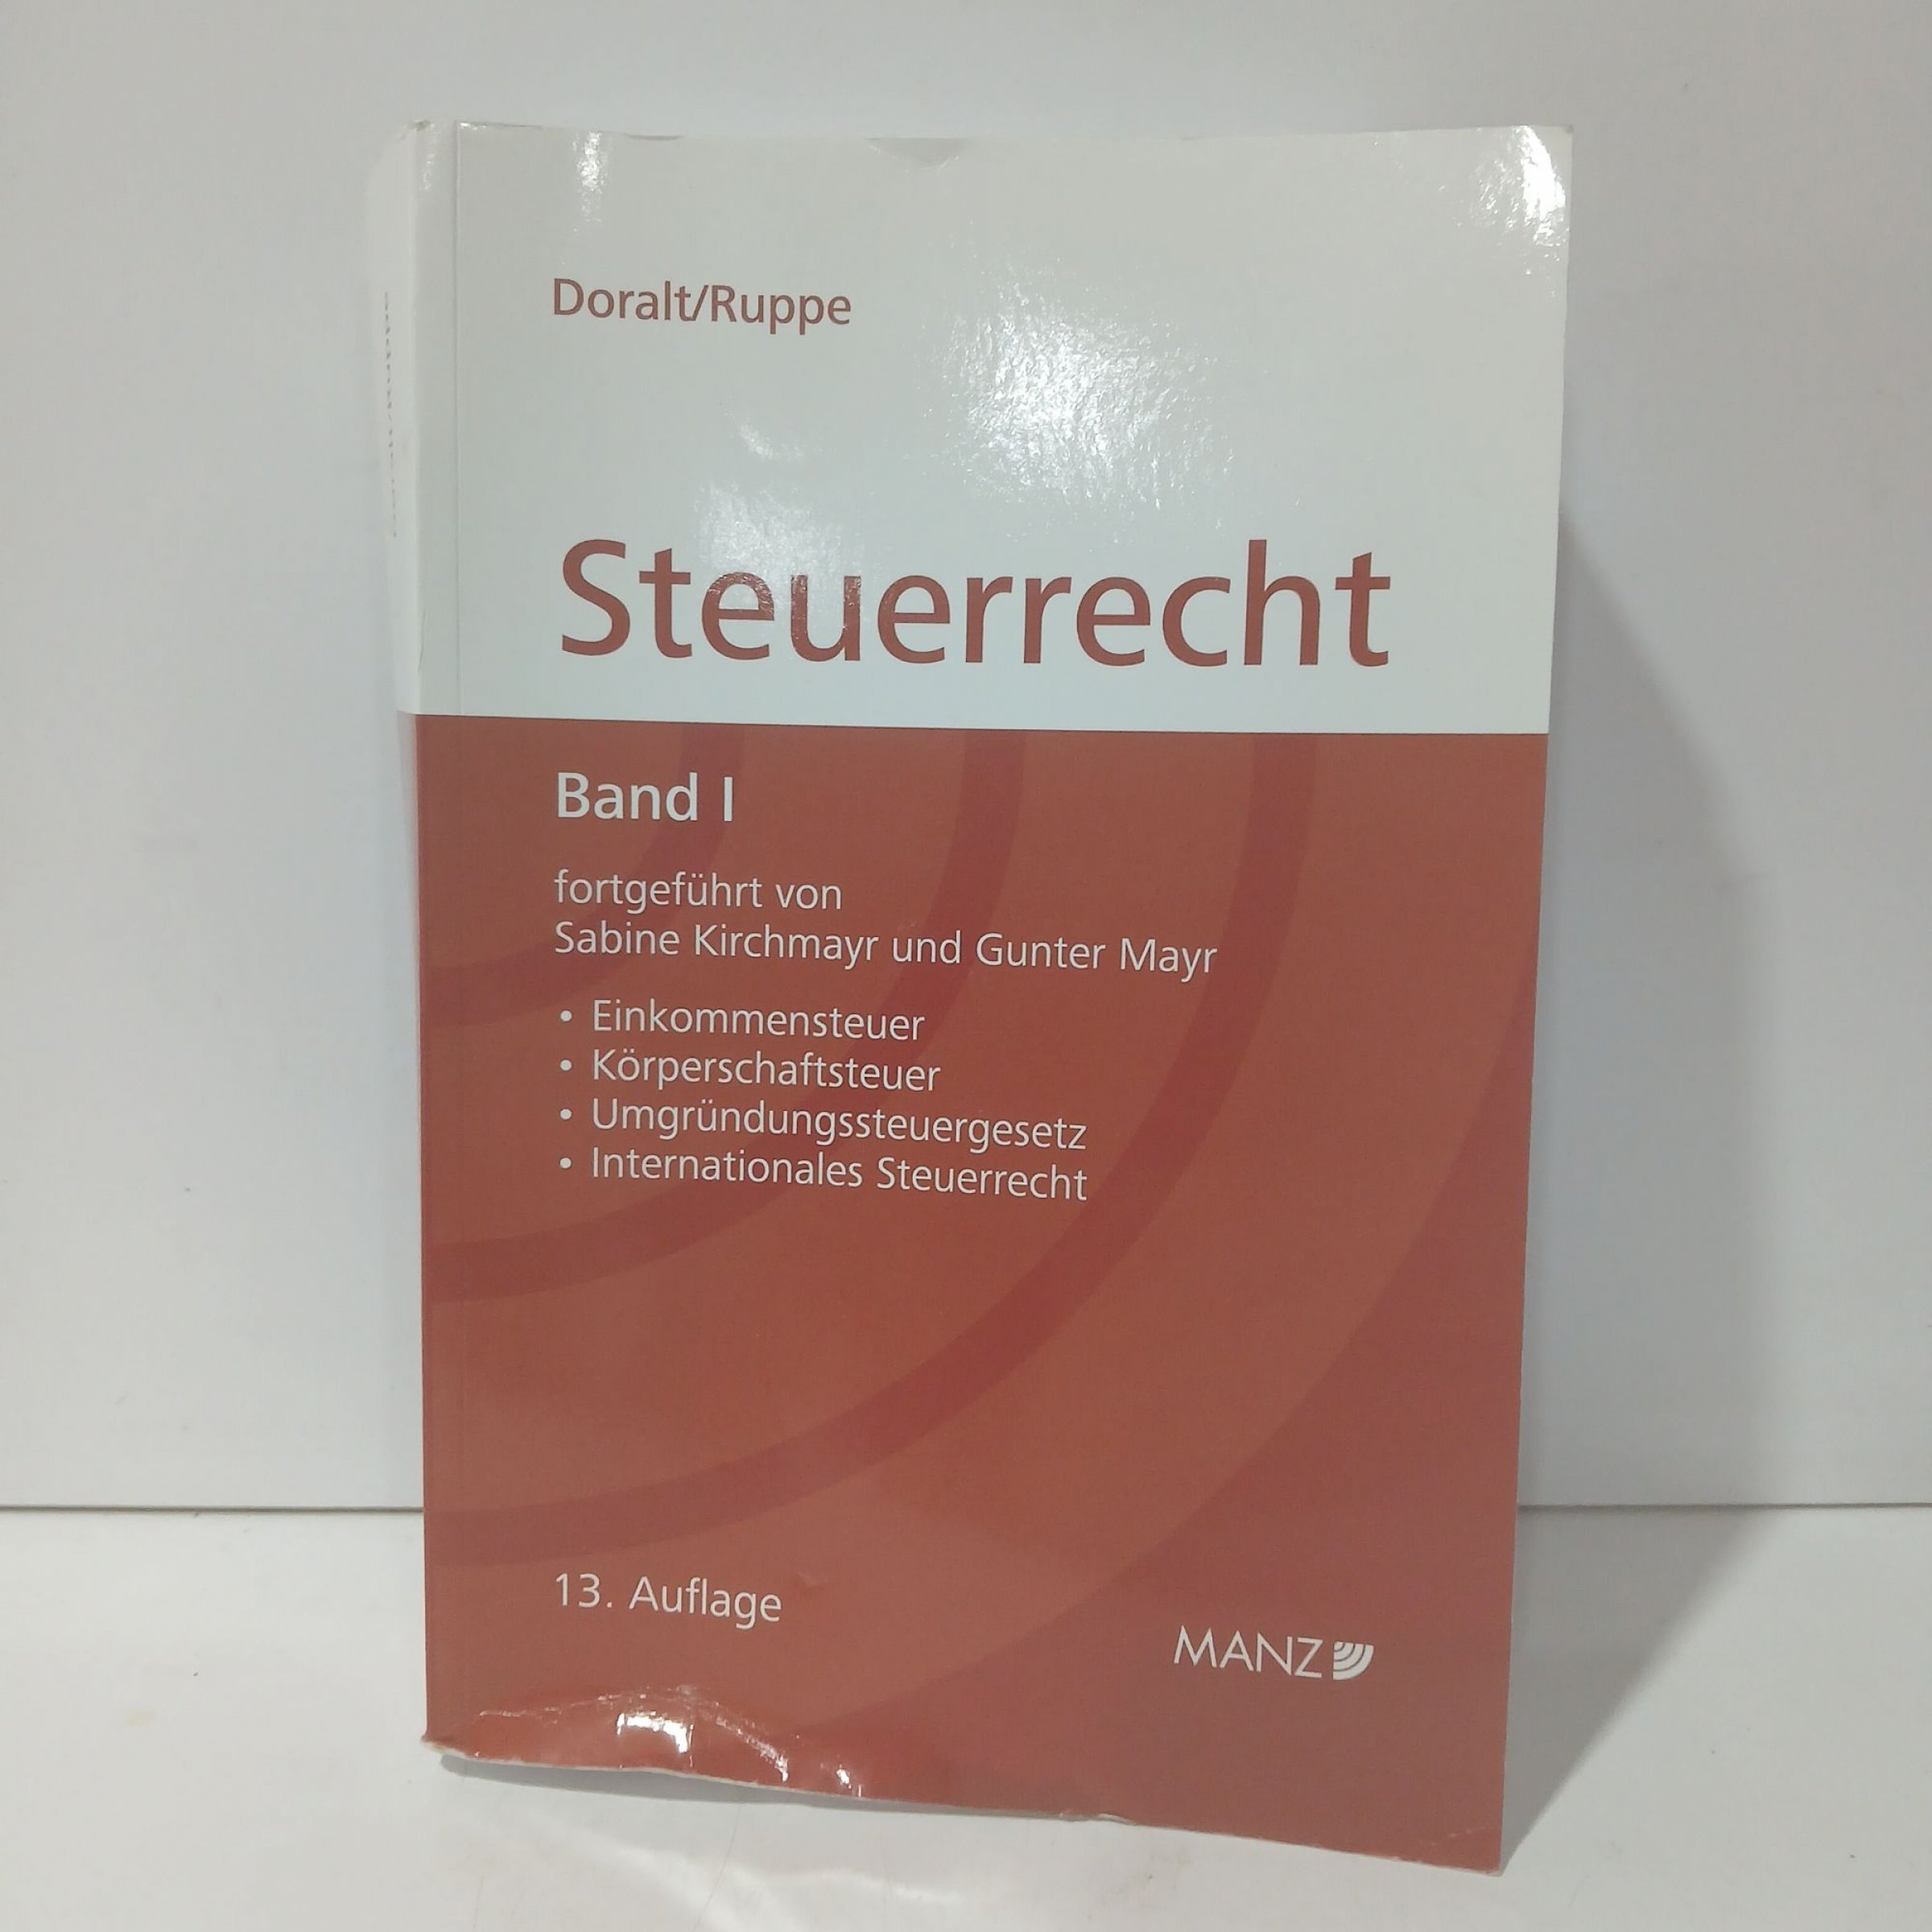 Doralt/Ruppe
Steuerrecht
Band I
fortgeführt von
Sabine Kirchmayr und Gunter Mayr
• Einkommensteuer
• Körperschaftsteuer
• Umgründungssteuergesetz
• Internationales Steuerrecht
13. Auflage
MANZ